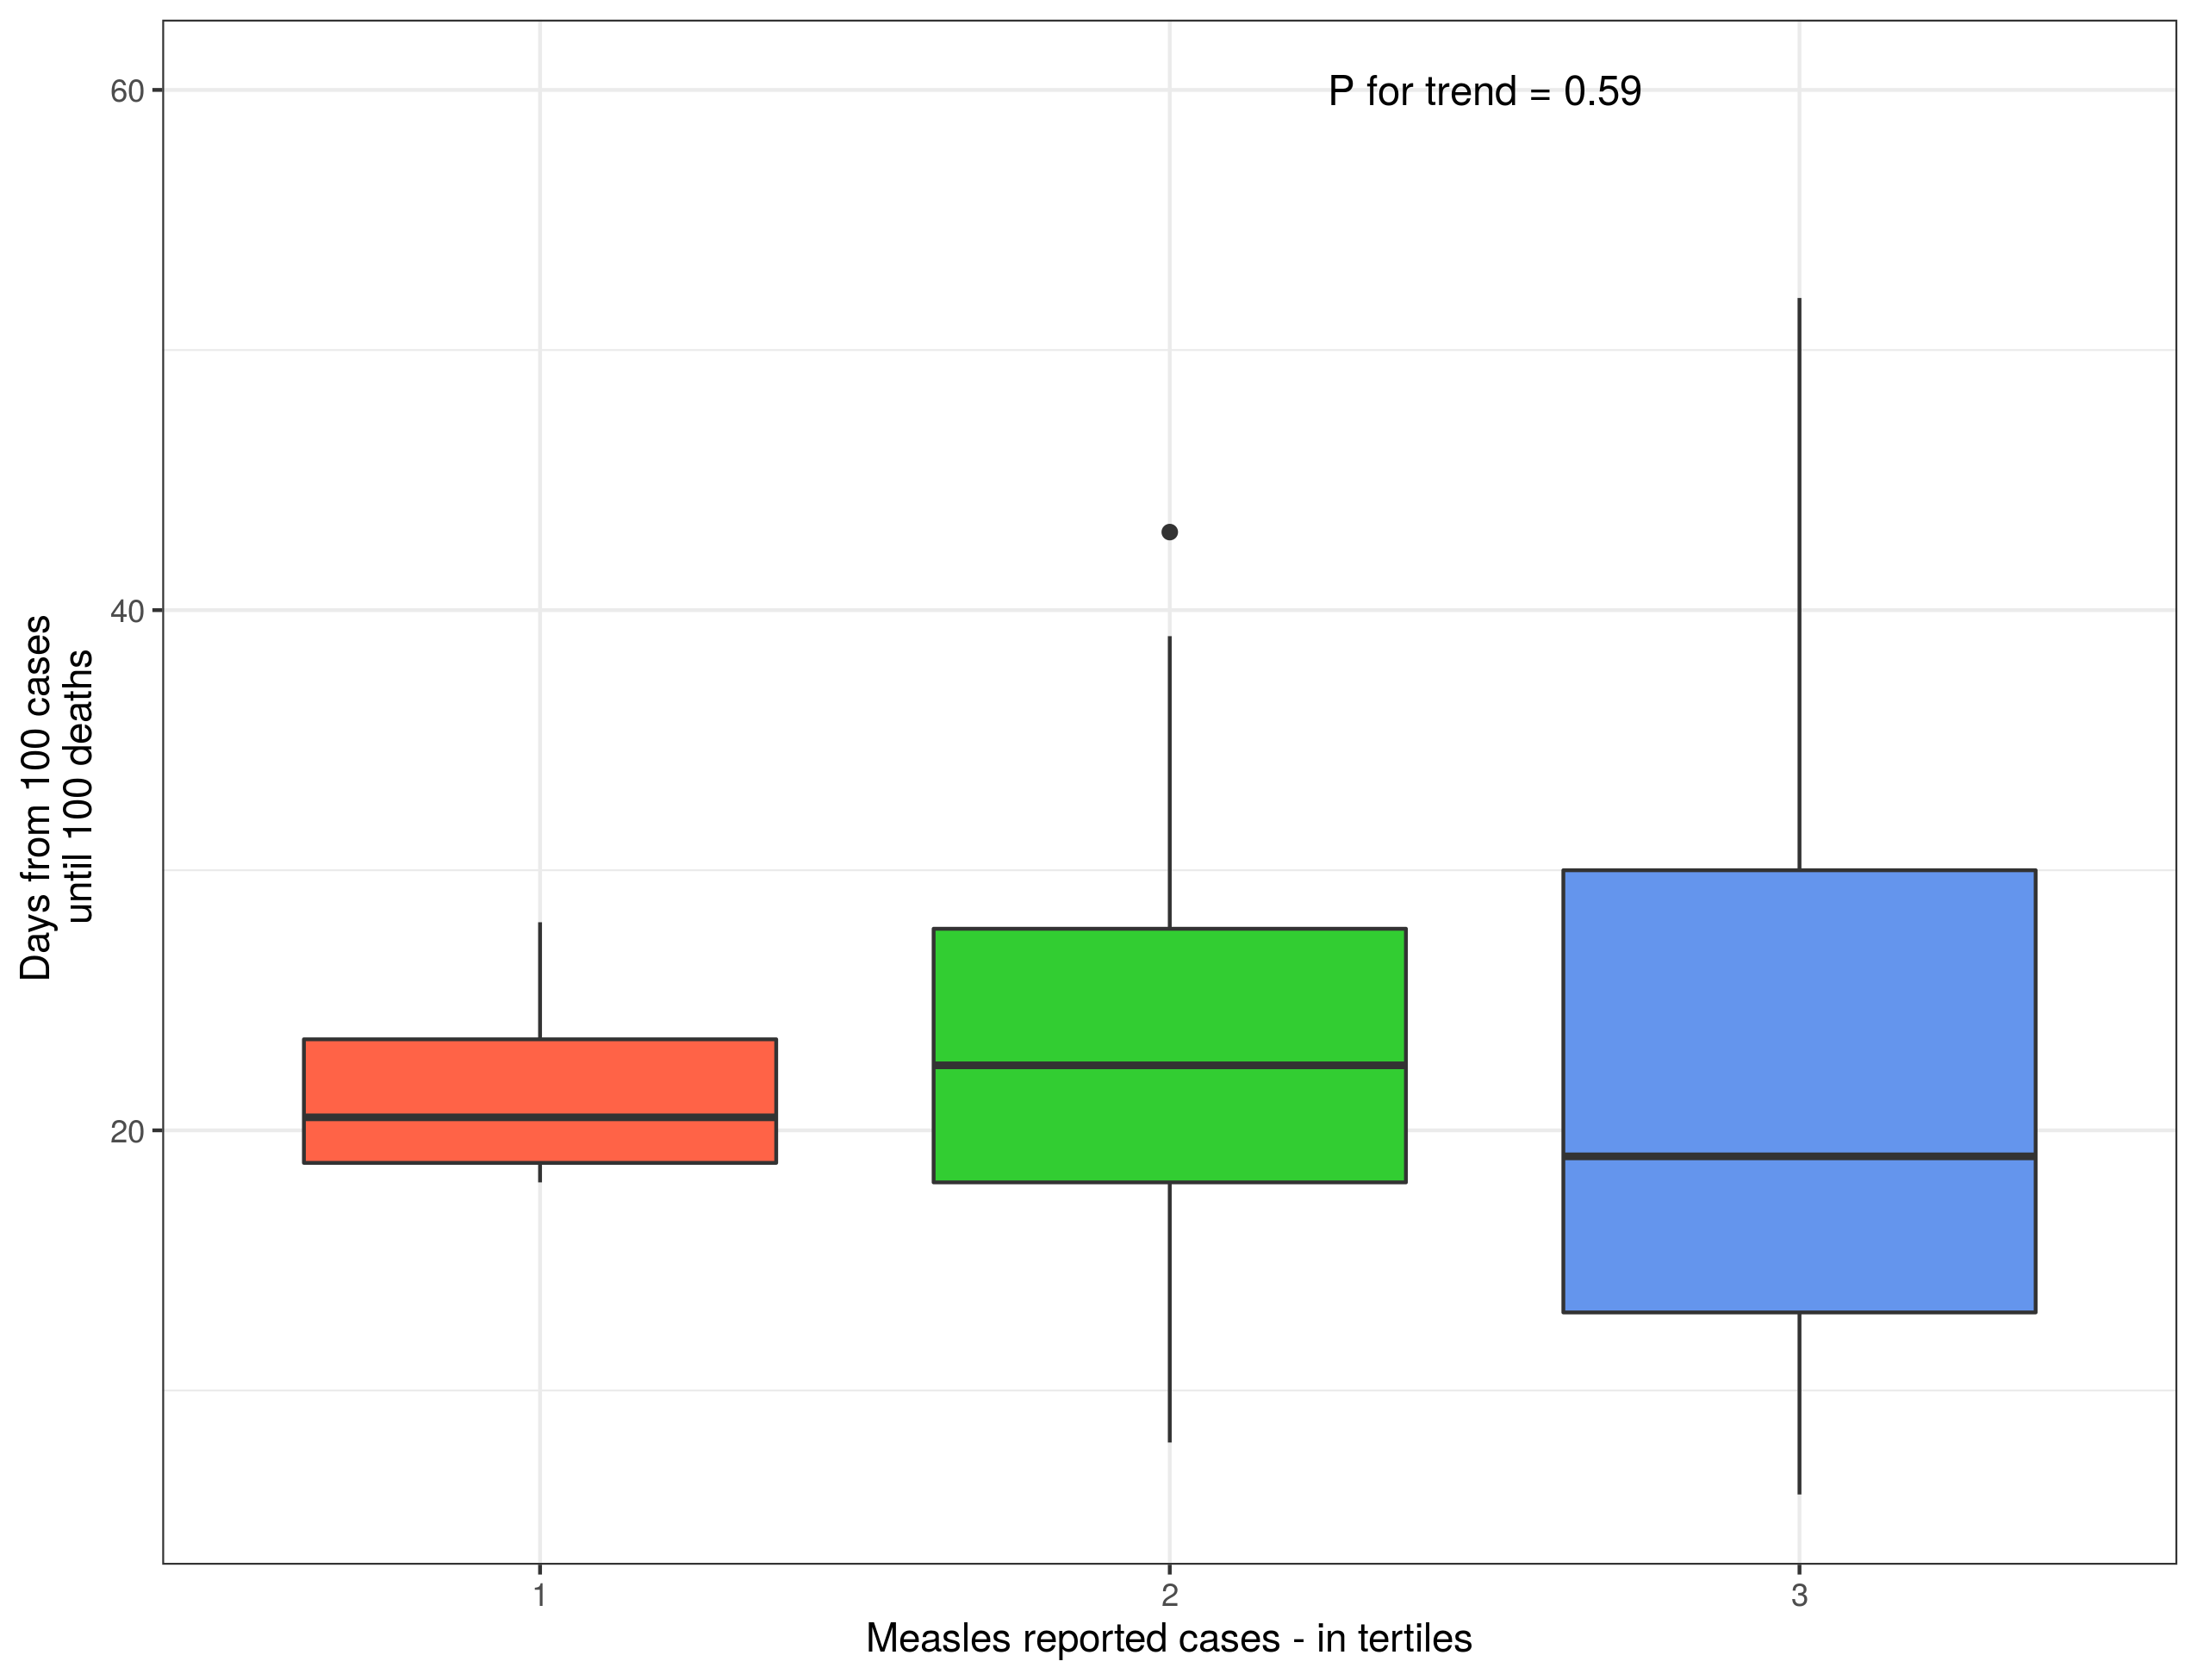 P for trend = 0.59
60
40
20
Days from 100 cases
until 100 deaths
1
2
3
Measles reported cases - in tertiles